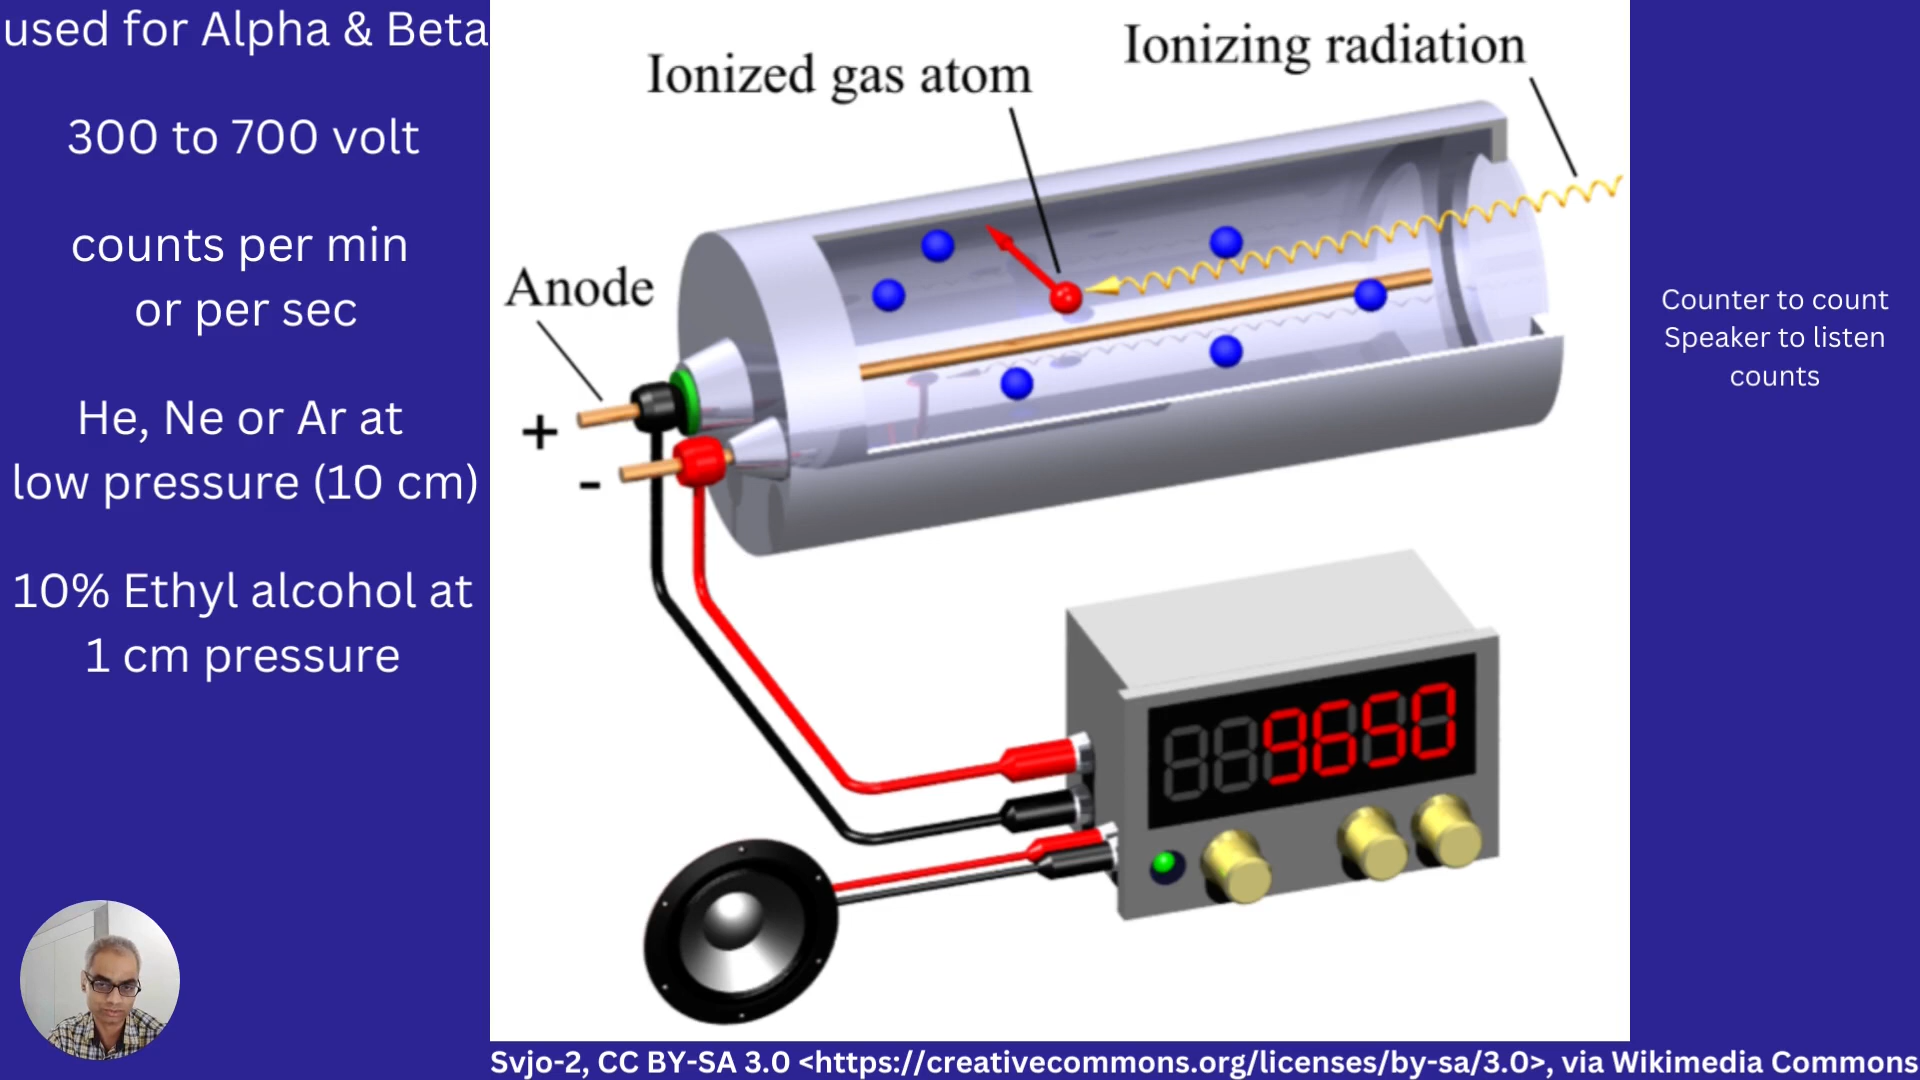 used for Alpha & Beta
300 to 700 volt
counts per min
or per sec
He, Ne or Ar at
low pressure (10 cm)
10% Ethyl alcohol at
1 cm pressure
Ionized gas atom
Ionizing radiation
Anode
+
-
9650
Counter to count
Speaker to listen
counts
Svjo-2, CC BY-SA 3.0 <https://creativecommons.org/licenses/by-sa/3.0>, via Wikimedia Commons